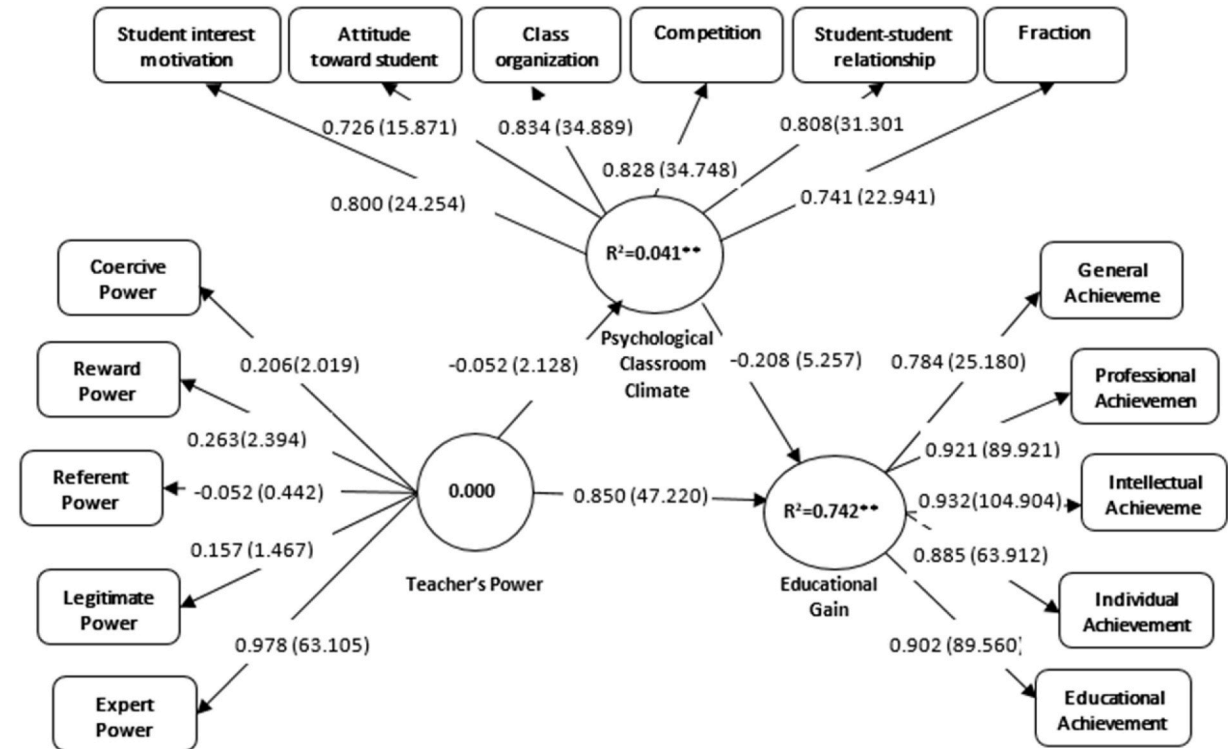 Student interest
motivation
Attitude
toward student
Class
organization
Competition
Student-student
relationship
Fraction
0.726 (15.871)
0.834 (34.889)
0.808(31.301
0.828 (34.748)
0.800 (24.254)
0.741 (22.941)
R²=0.041**
Psychological
Classroom
Climate
Coercive
Power
Reward
Power
Referent
Power
Legitimate
Power
Expert
Power
0.206(2.019)
0.263(2.394)
-0.052 (0.442)
0.157 (1.467)
0.978 (63.105)
-0.052 (2.128)
-0.208 (5.257)
0.000
Teacher's Power
0.850 (47.220)
R²=0.742**
Educational
Gain
0.784 (25.180)
0.921 (89.921)
0.932(104.904)
0.885 (63.912)
0.902 (89.560)
General
Achieveme
Professional
Achievemen
Intellectual
Achieveme
Individual
Achievement
Educational
Achievement